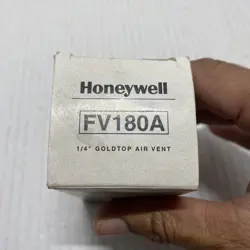 Honeywell
FV180A
1/4" GOLDTOP AIR VENT